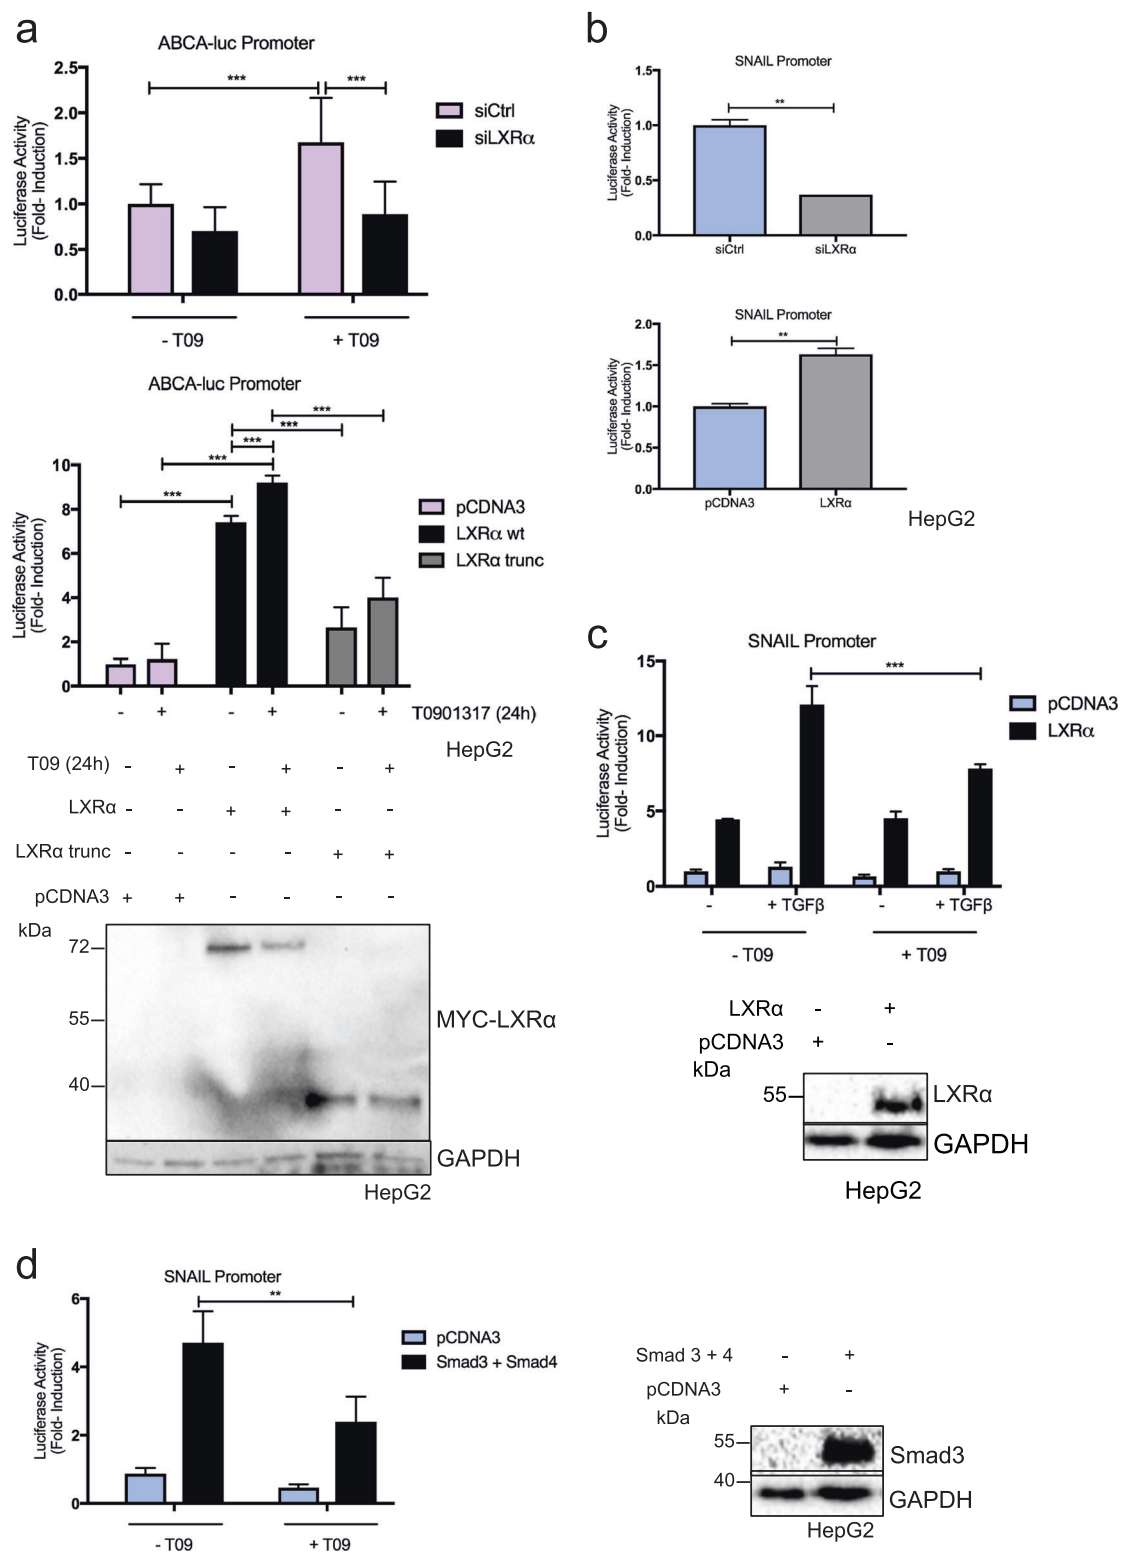 a
ABCA-luc Promoter
2.5
2.0
1.5
1.0
0.5
0.0
Luciferase Activity
(Fold- Induction)
*** ***
siCtrl
siLXRα
- T09 + T09
ABCA-luc Promoter
10
8
6
4
2
0
Luciferase Activity
(Fold- Induction)
***
***
***
***
***
pCDNA3
LXRα wt
LXRα trunc
- + - + - + T0901317 (24h)
HepG2
T09 (24h) - + - + - +
LXRα - - + + - -
LXRα trunc - - - - + +
pCDNA3 + + - - - -
kDa
72
55
40
MYC-LXRα
GAPDH
HepG2
b
SNAIL Promoter
1.5
1.0
0.5
0.0
Luciferase Activity
(Fold- Induction)
**
siCtrl siLXRα
SNAIL Promoter
2.0
1.5
1.0
0.5
0.0
Luciferase Activity
(Fold- Induction)
**
pCDNA3 LXRα
HepG2
c
SNAIL Promoter
15
10
5
0
Luciferase Activity
(Fold- Induction)
***
pCDNA3
LXRα
- + TGFβ - + TGFβ
- T09 + T09
LXRα - +
pCDNA3 + -
kDa
55
LXRα
GAPDH
HepG2
d
SNAIL Promoter
6
4
2
0
Luciferase Activity
(Fold- Induction)
**
pCDNA3
Smad3 + Smad4
- T09 + T09
Smad 3 + 4 - +
pCDNA3 + -
kDa
55
40
Smad3
GAPDH
HepG2